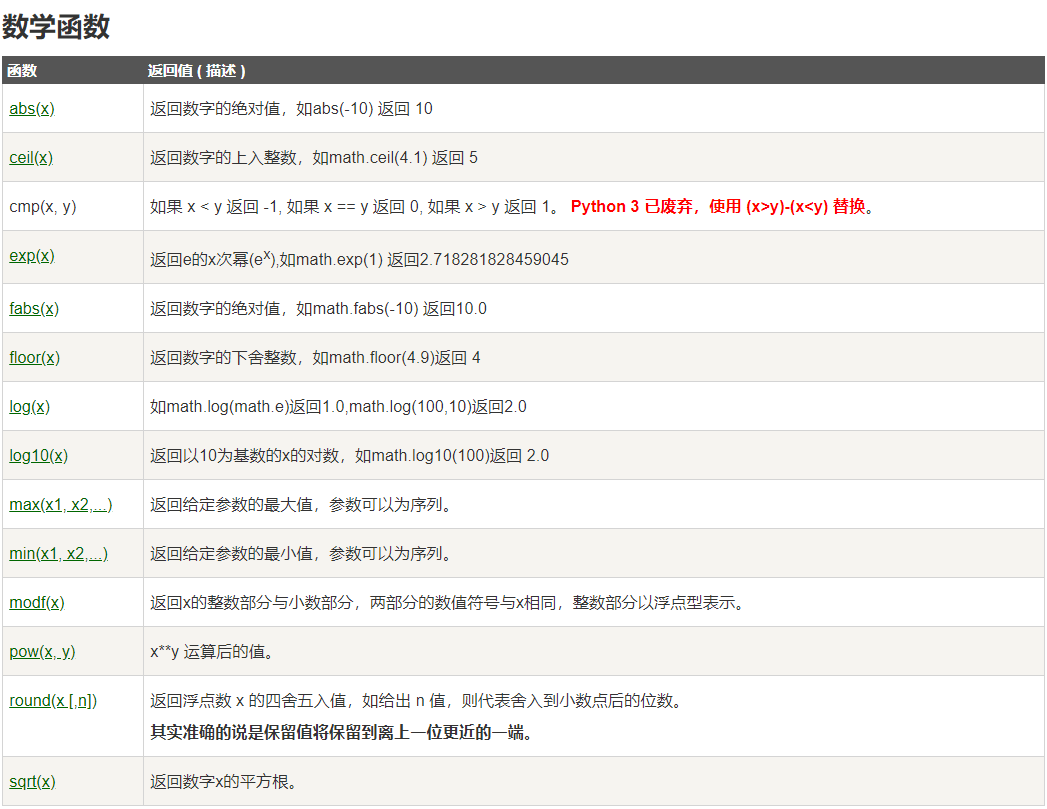 数学函数
函数 返回值 ( 描述 )
abs(x) 返回数字的绝对值，如abs(-10) 返回 10
ceil(x) 返回数字的上入整数，如math.ceil(4.1) 返回 5
cmp(x, y) 如果 x < y 返回 -1, 如果 x == y 返回 0, 如果 x > y 返回 1。 Python 3 已废弃，使用 (x>y)-(x<y) 替换。
exp(x) 返回e的x次幂(eˣ),如math.exp(1) 返回2.718281828459045
fabs(x) 返回数字的绝对值，如math.fabs(-10) 返回10.0
floor(x) 返回数字的下舍整数，如math.floor(4.9)返回 4
log(x) 如math.log(math.e)返回1.0,math.log(100,10)返回2.0
log10(x) 返回以10为基数的x的对数，如math.log10(100)返回 2.0
max(x1, x2,...) 返回给定参数的最大值，参数可以为序列。
min(x1, x2,...) 返回给定参数的最小值，参数可以为序列。
modf(x) 返回x的整数部分与小数部分，两部分的数值符号与x相同，整数部分以浮点型表示。
pow(x, y) x**y 运算后的值。
round(x [,n]) 返回浮点数 x 的四舍五入值，如给出 n 值，则代表舍入到小数点后的位数。
其实准确的说是保留值将保留到离上一位更近的一端。
sqrt(x) 返回数字x的平方根。